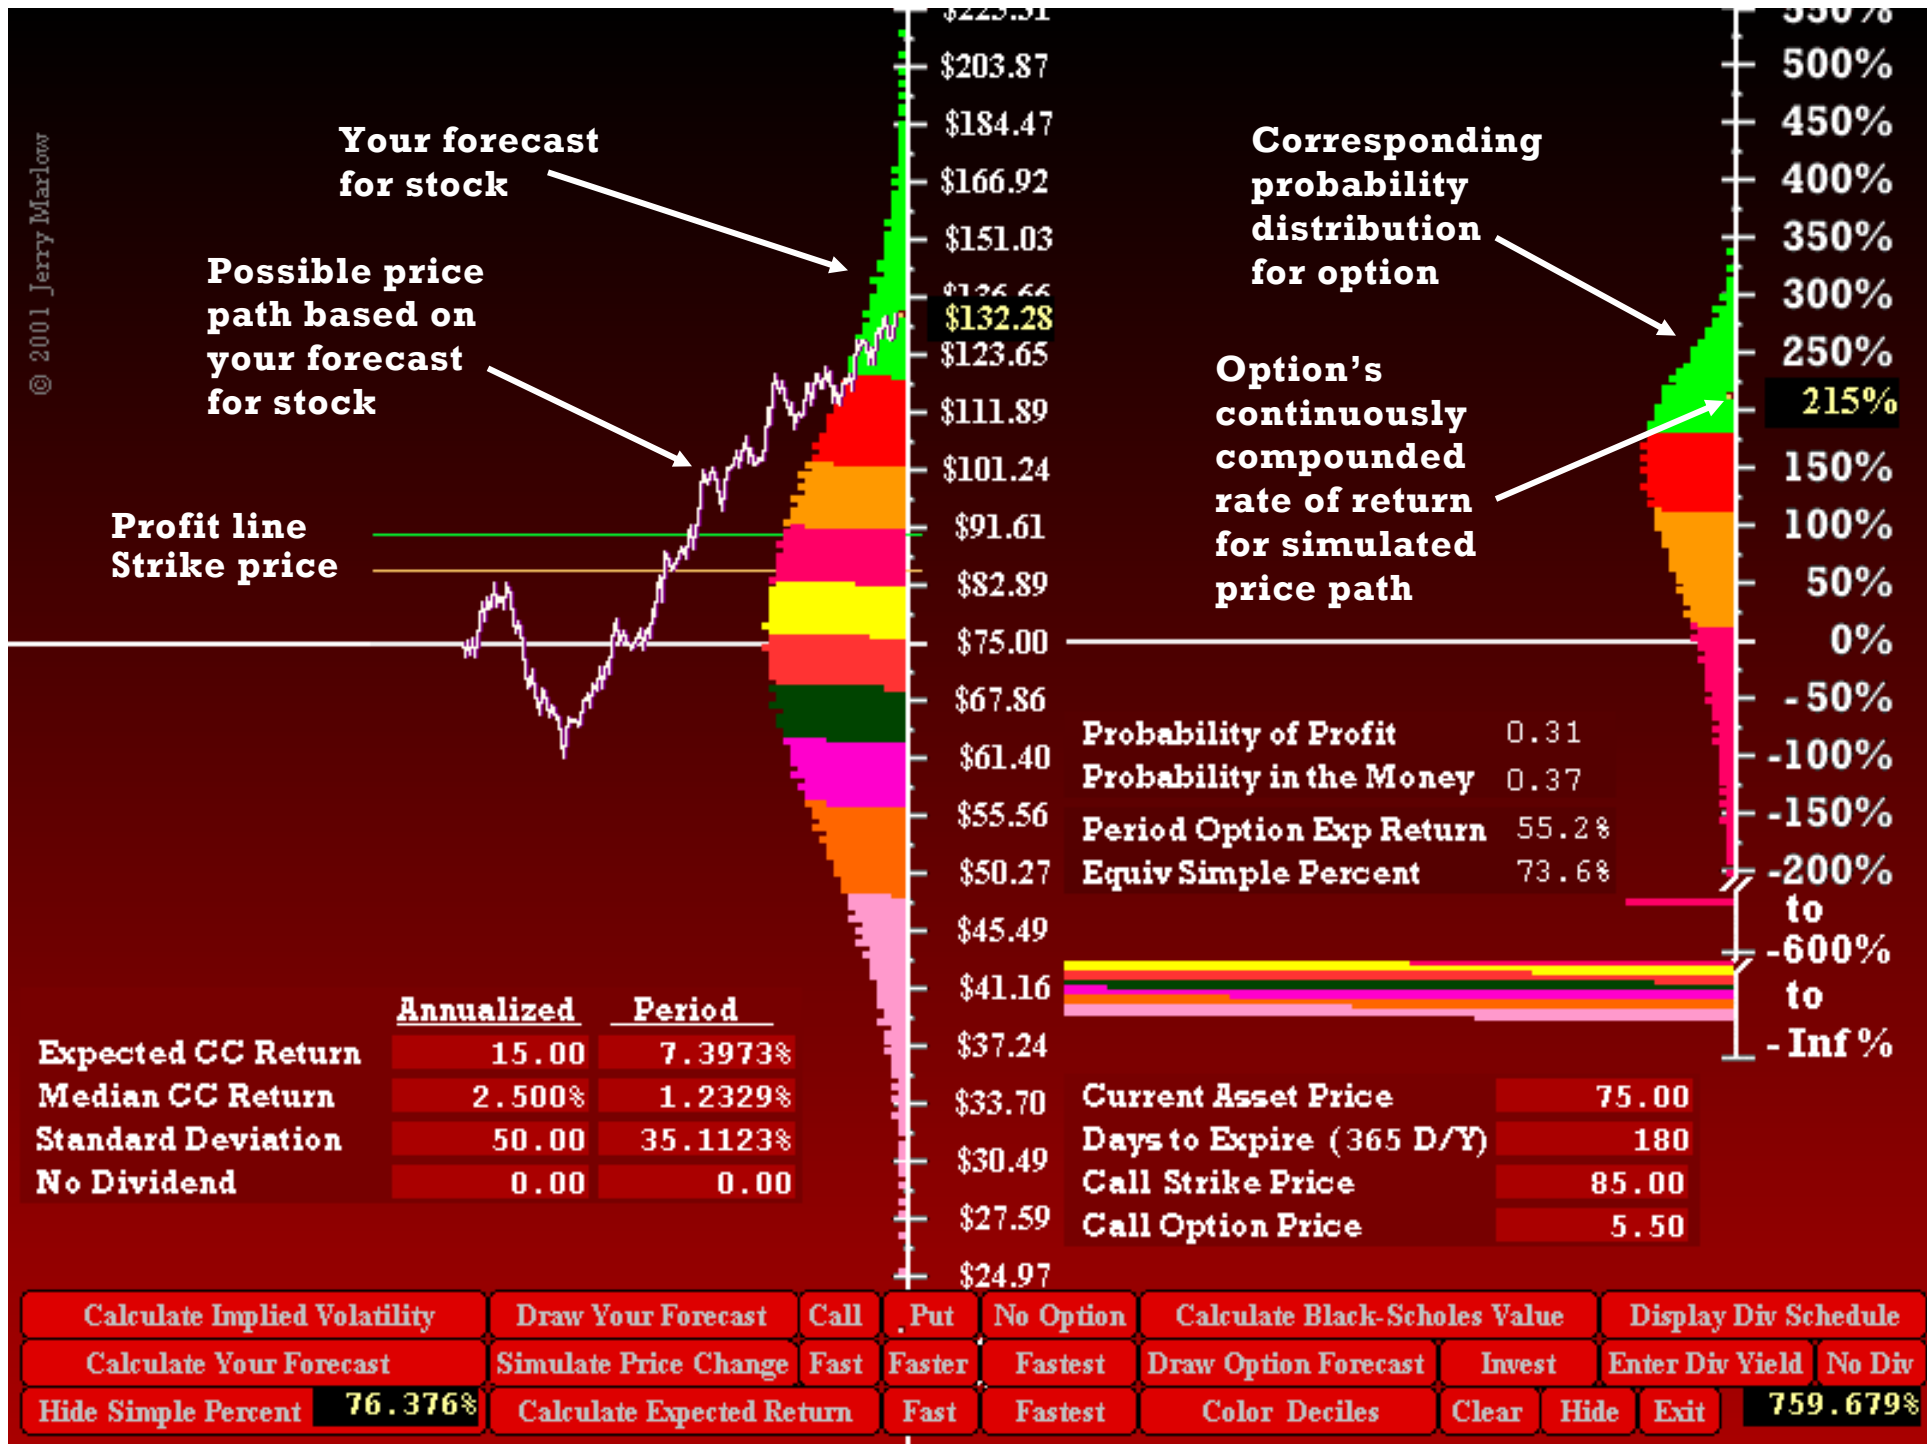 © 2001 Jerry Marlow
Your forecast
for stock
Possible price
path based on
your forecast
for stock
Profit line
Strike price
$223.31
$203.87
$184.47
$166.92
$151.03
$136.66
$132.28
$123.65
$111.89
$101.24
$91.61
$82.89
$75.00
$67.86
$61.40
$55.56
$50.27
$45.49
$41.16
$37.24
$33.70
$30.49
$27.59
$24.97
Corresponding
probability
distribution
for option
Option’s
continuously
compounded
rate of return
for simulated
price path
550%
500%
450%
400%
350%
300%
250%
215%
150%
100%
50%
0%
-50%
-100%
-150%
-200%
to
-600%
to
-Inf%
Probability of Profit 0.31
Probability in the Money 0.37
Period Option Exp Return 55.2%
Equiv Simple Percent 73.6%
Annualized Period
Expected CC Return 15.00 7.3973%
Median CC Return 2.500% 1.2329%
Standard Deviation 50.00 35.1123%
No Dividend 0.00 0.00
Current Asset Price 75.00
Days to Expire (365 D/Y) 180
Call Strike Price 85.00
Call Option Price 5.50
Calculate Implied Volatility Draw Your Forecast Call Put No Option Calculate Black-Scholes Value Display Div Schedule
Calculate Your Forecast Simulate Price Change Fast Faster Fastest Draw Option Forecast Invest Enter Div Yield No Div
Hide Simple Percent 76.376% Calculate Expected Return Fast Fastest Color Deciles Clear Hide Exit 759.679%